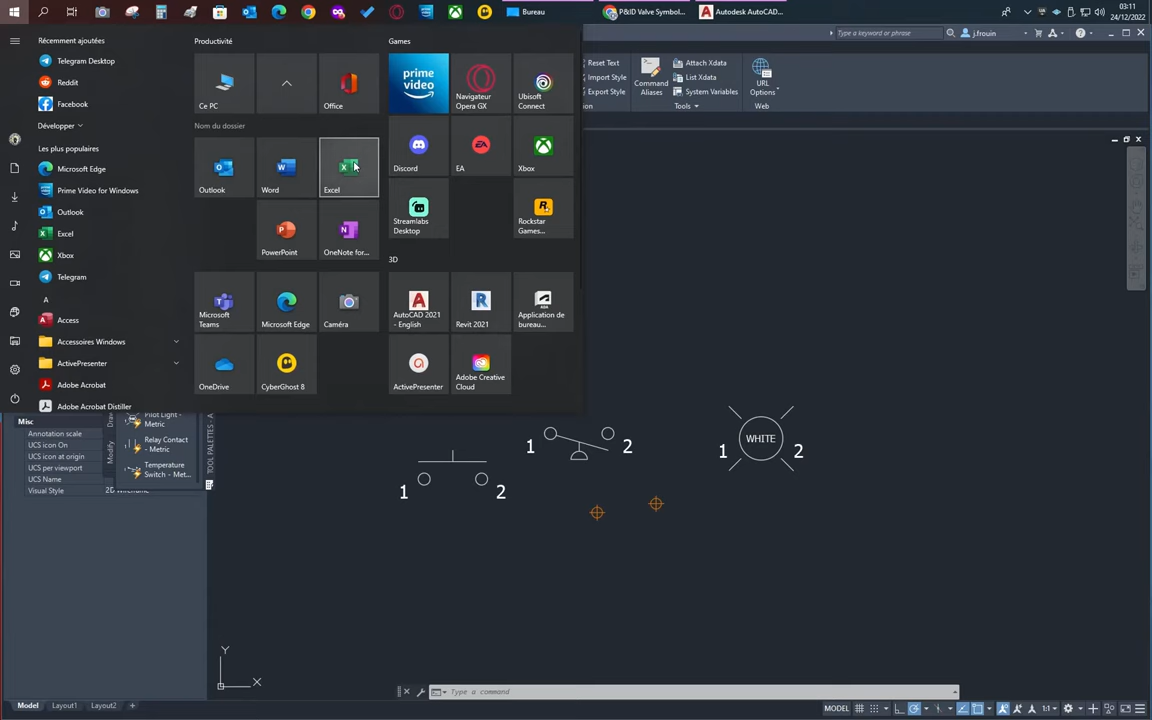 Bureau
P&ID Valve Symbol...
Autodesk AutoCAD...
03:11
24/12/2022
Récemment ajoutées
Telegram Desktop
Reddit
Facebook
Développer
Les plus populaires
Microsoft Edge
Prime Video for Windows
Outlook
Excel
Xbox
Telegram
A
Access
Accessoires Windows
ActivePresenter
Adobe Acrobat
Adobe Acrobat Distiller
Productivité
Ce PC
Office
Nom du dossier
Outlook
Word
Excel
PowerPoint
OneNote for...
Microsoft
Teams
Microsoft Edge
Caméra
OneDrive
CyberGhost 8
Games
prime
video
Navigateur
Opera GX
Ubisoft
Connect
Discord
EA
Xbox
Streamlabs
Desktop
Rockstar
Games...
3D
AutoCAD 2021
- English
Revit 2021
Application de
bureau...
ActivePresenter
Adobe Creative
Cloud
Type a keyword or phrase
j.frouin
Reset Text
Import Style
Export Style
Command
Aliases
Attach Xdata
List Xdata
System Variables
Tools
URL
Options
Web
Misc
Annotation scale
UCS icon On
UCS icon at origin
UCS per viewport
UCS Name
Visual Style
2D Wireframe
Modify
Pilot Light -
Metric
Relay Contact
- Metric
Temperature
Switch - Met...
TOOL PALETTES - A
1
2
1
2
WHITE
1
2
Y
X
Type a command
Model
Layout1
Layout2
+
MODEL
1:1